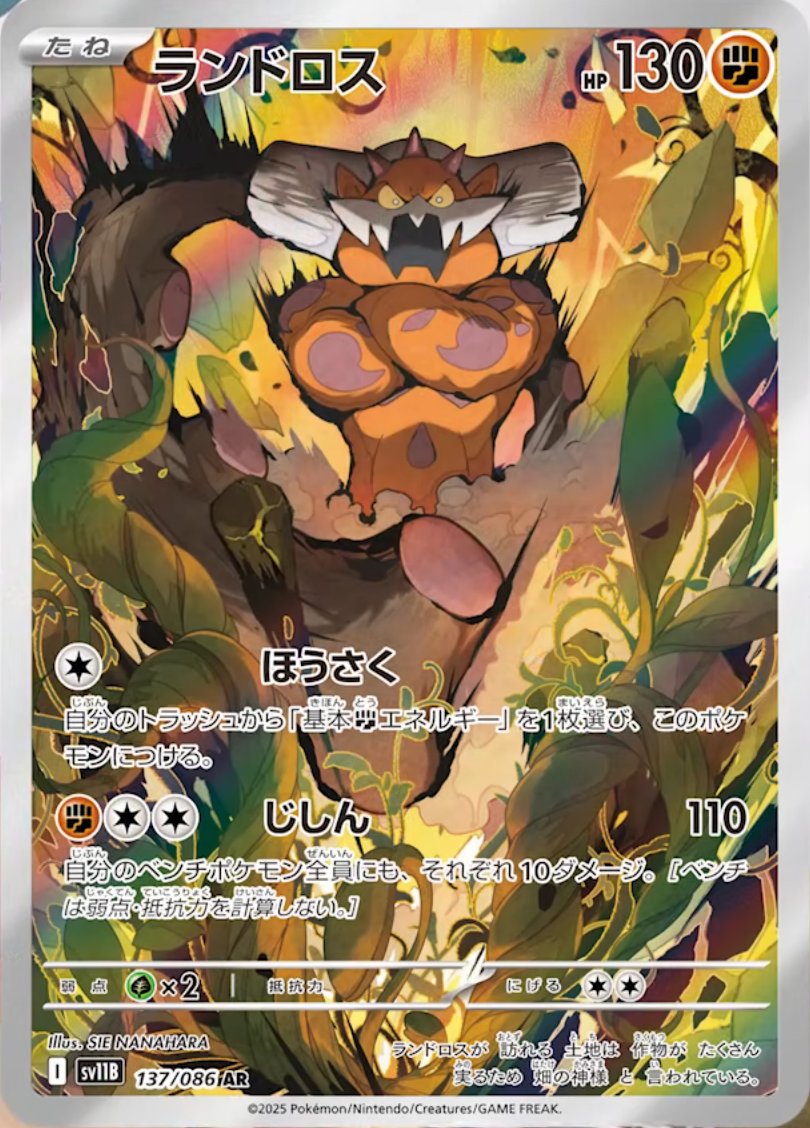 たね ランドロス HP 130
ほうさく
自分のトラッシュから「基本エネルギー」を1枚選び、このポケ
モンにつける。
じしん 110
自分のベンチポケモン全員にも、それぞれ10ダメージ。[ベンチ
は弱点・抵抗力を計算しない。]
弱点 ×2 抵抗力 にげる
Illus. SIE NANAHARA
ランドロスが 訪れる 土地は 作物が たくさん
実るため 畑の神様 と 言われている。
I sv11B 137/086 AR
©2025 Pokémon/Nintendo/Creatures/GAME FREAK.